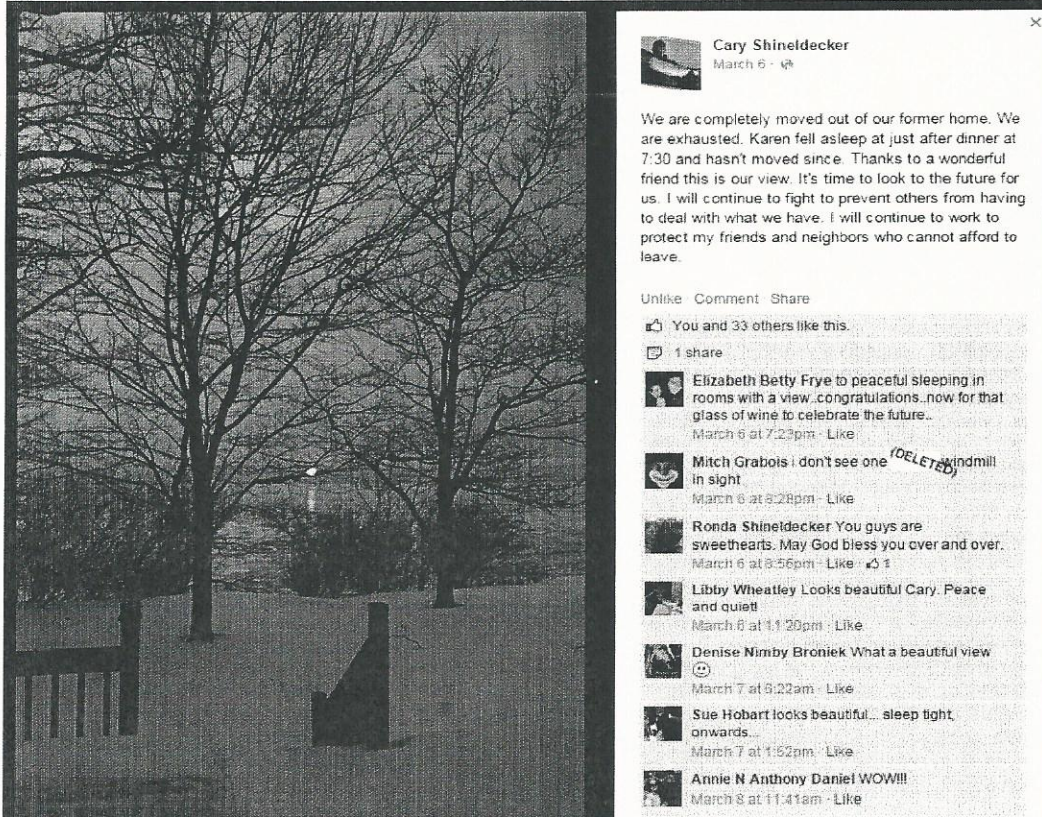 Cary Shineldecker
March 6
We are completely moved out of our former home. We
are exhausted. Karen fell asleep at just after dinner at
7:30 and hasn't moved since. Thanks to a wonderful
friend this is our view. It's time to look to the future for
us. I will continue to fight to prevent others from having
to deal with what we have. I will continue to work to
protect my friends and neighbors who cannot afford to
leave.
Unlike · Comment · Share
You and 33 others like this.
1 share
Elizabeth Betty Frye to peaceful sleeping in
rooms with a view..congratulations..now for that
glass of wine to celebrate the future..
March 6 at 7:23pm · Like
Mitch Grabois i don't see one (DELETED) windmill
in sight
March 6 at 8:28pm · Like
Ronda Shineldecker You guys are
sweethearts. May God bless you over and over.
March 6 at 8:56pm · Like · 1
Libby Wheatley Looks beautiful Cary. Peace
and quiet!
March 6 at 11:20pm · Like
Denise Nimby Broniek What a beautiful view
March 7 at 6:22am · Like
Sue Hobart looks beautiful... sleep tight,
onwards...
March 7 at 1:52pm · Like
Annie N Anthony Daniel WOW!!!
March 8 at 11:41am · Like